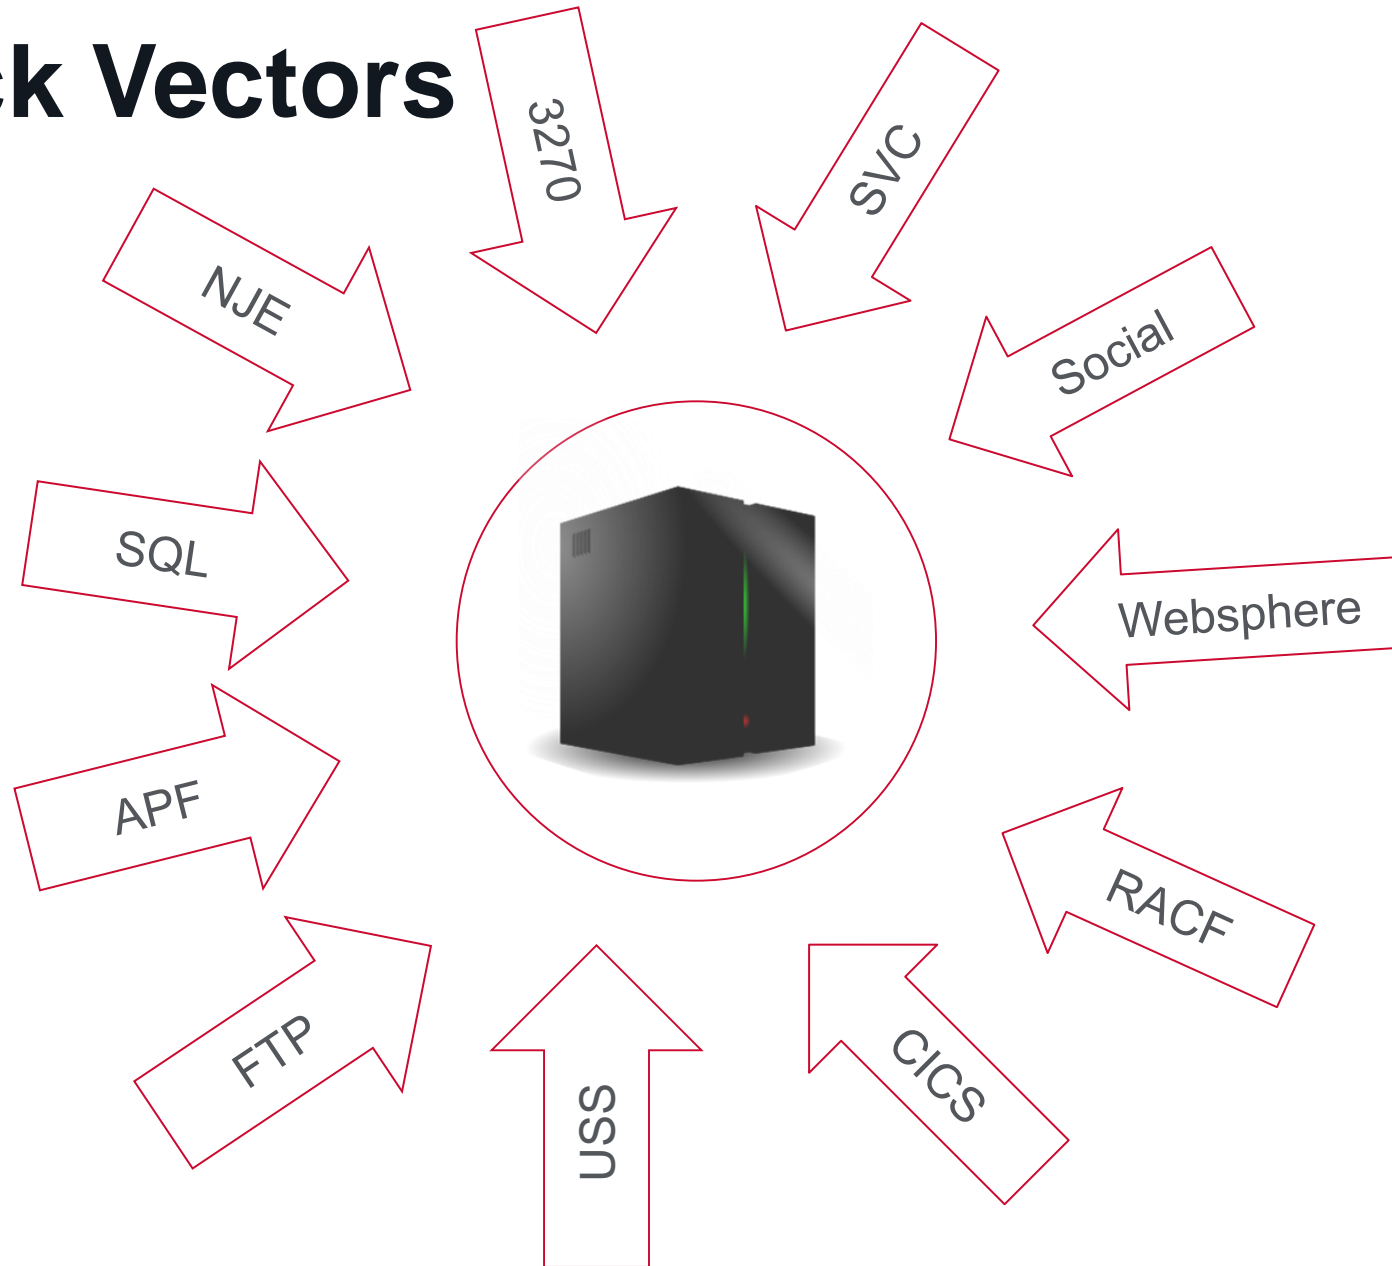 ck Vectors
3270
SVC
NJE
Social
SQL
Websphere
APF
RACF
FTP
CICS
USS